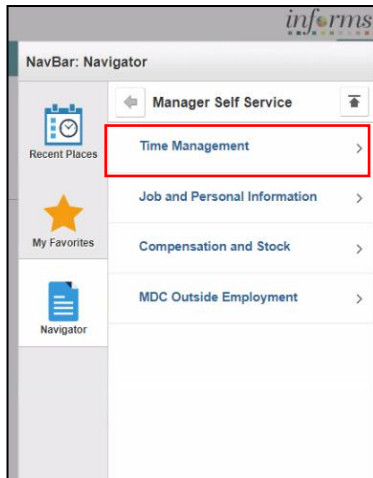 informs
NavBar: Navigator
Manager Self Service
Recent Places
Time Management
Job and Personal Information
My Favorites
Compensation and Stock
Navigator
MDC Outside Employment